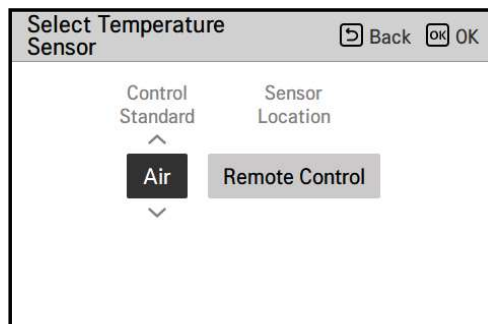 Select Temperature
Sensor
Back OK OK
Control Sensor
Standard Location
Air Remote Control